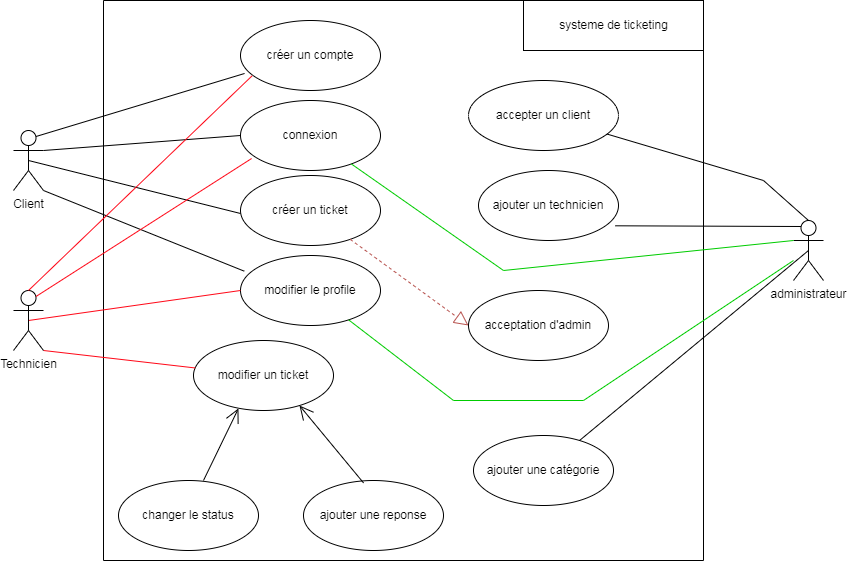 systeme de ticketing
créer un compte
accepter un client
connexion
Client
créer un ticket
ajouter un technicien
modifier le profile
administrateur
acceptation d'admin
Technicien
modifier un ticket
ajouter une catégorie
changer le status
ajouter une reponse